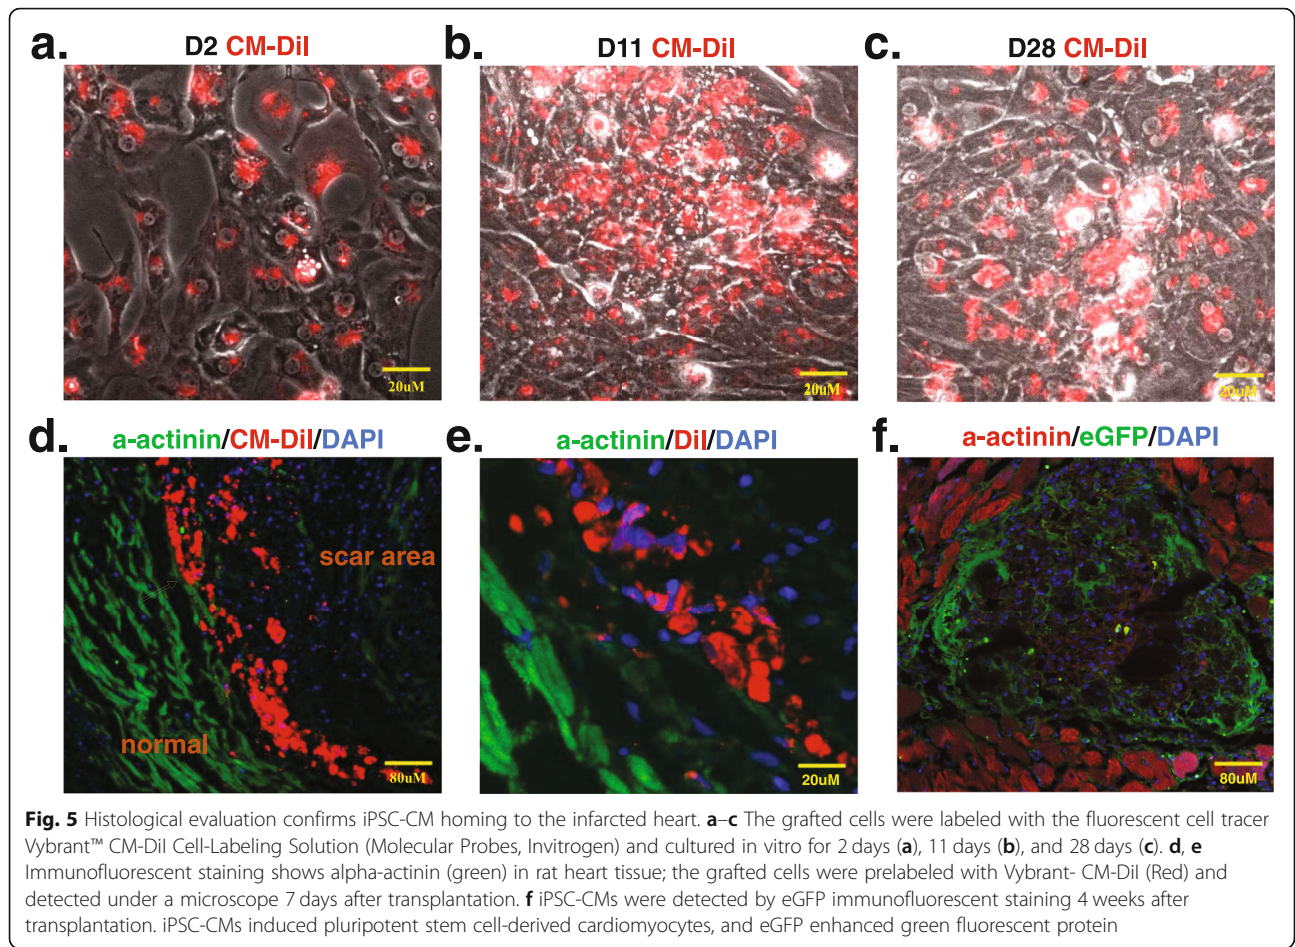 a.
D2 CM-DiI
b.
D11 CM-DiI
c.
D28 CM-DiI
20uM
20uM
20uM
d.
a-actinin/CM-DiI/DAPI
e.
a-actinin/DiI/DAPI
f.
a-actinin/eGFP/DAPI
scar area
normal
80uM
20uM
80uM
Fig. 5 Histological evaluation confirms iPSC-CM homing to the infarcted heart. a–c The grafted cells were labeled with the fluorescent cell tracer
Vybrant™ CM-DiI Cell-Labeling Solution (Molecular Probes, Invitrogen) and cultured in vitro for 2 days (a), 11 days (b), and 28 days (c). d, e
Immunofluorescent staining shows alpha-actinin (green) in rat heart tissue; the grafted cells were prelabeled with Vybrant- CM-DiI (Red) and
detected under a microscope 7 days after transplantation. f iPSC-CMs were detected by eGFP immunofluorescent staining 4 weeks after
transplantation. iPSC-CMs induced pluripotent stem cell-derived cardiomyocytes, and eGFP enhanced green fluorescent protein